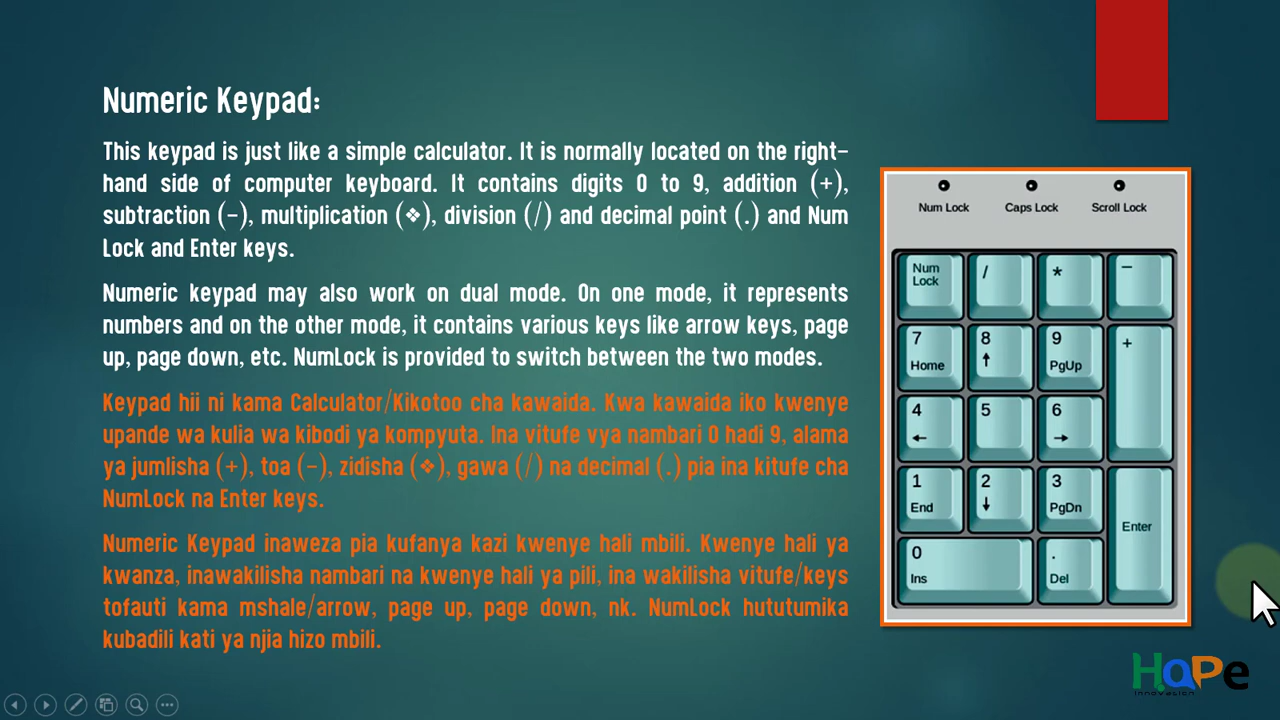 Numeric Keypad:
This keypad is just like a simple calculator. It is normally located on the right-
hand side of computer keyboard. It contains digits 0 to 9, addition (+),
subtraction (-), multiplication (❖), division (/) and decimal point (.) and Num
Lock and Enter keys.
Numeric keypad may also work on dual mode. On one mode, it represents
numbers and on the other mode, it contains various keys like arrow keys, page
up, page down, etc. NumLock is provided to switch between the two modes.
Keypad hii ni kama Calculator/Kikotoo cha kawaida. Kwa kawaida iko kwenye
upande wa kulia wa kibodi ya kompyuta. Ina vitufe vya nambari 0 hadi 9, alama
ya jumlisha (+), toa (-), zidisha (❖), gawa (/) na decimal (.) pia ina kitufe cha
NumLock na Enter keys.
Numeric Keypad inaweza pia kufanya kazi kwenye hali mbili. Kwenye hali ya
kwanza, inawakilisha nambari na kwenye hali ya pili, ina wakilisha vitufe/keys
tofauti kama mshale/arrow, page up, page down, nk. NumLock hututumika
kubadili kati ya njia hizo mbili.
Num Lock Caps Lock Scroll Lock
Num Lock / * −
7 Home 8 ↑ 9 PgUp +
4 ← 5 6 →
1 End 2 ↓ 3 PgDn Enter
0 Ins . Del
HaPe
Innovation